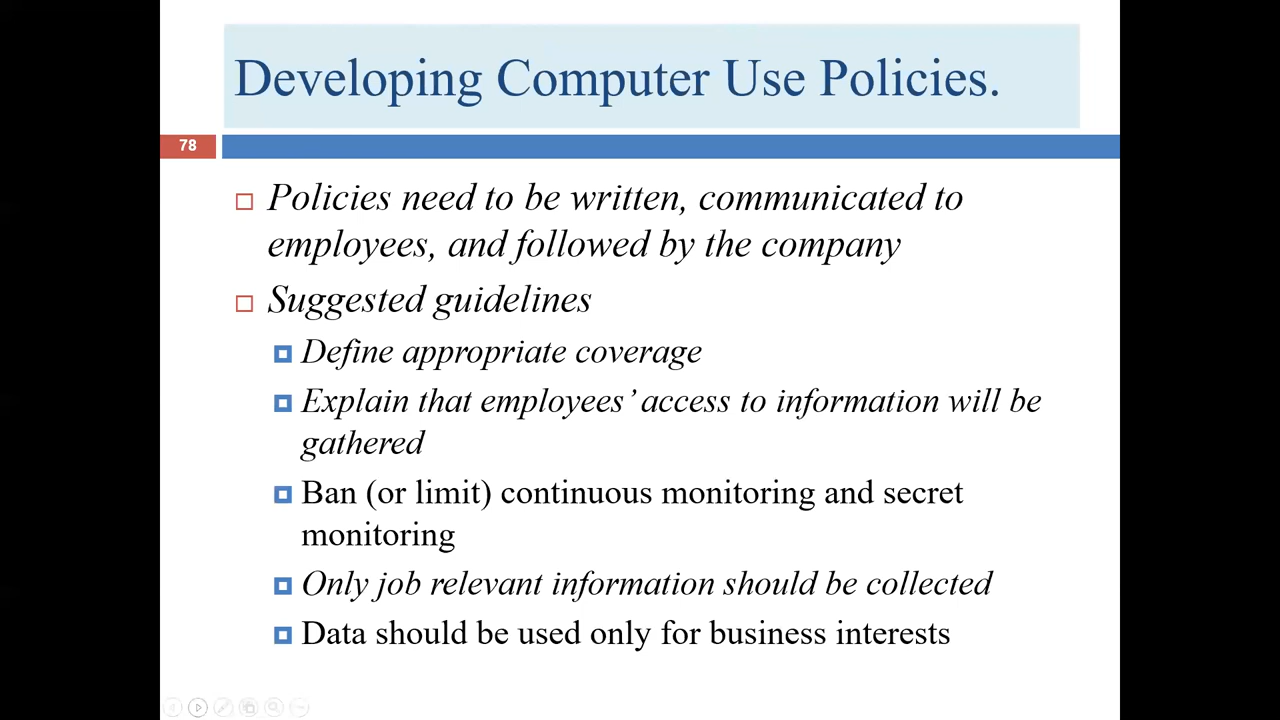 Developing Computer Use Policies.
78
Policies need to be written, communicated to
employees, and followed by the company
Suggested guidelines
Define appropriate coverage
Explain that employees’ access to information will be
gathered
Ban (or limit) continuous monitoring and secret
monitoring
Only job relevant information should be collected
Data should be used only for business interests